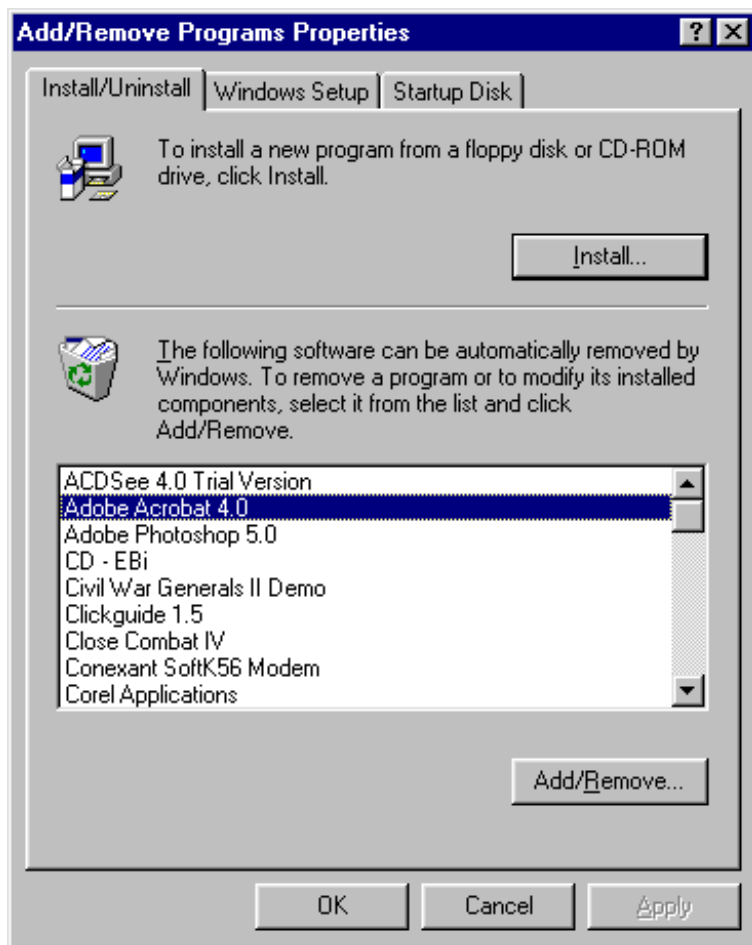 Add/Remove Programs Properties
?
Install/Uninstall
Windows Setup
Startup Disk
To install a new program from a floppy disk or CD-ROM
drive, click Install.
Install...
The following software can be automatically removed by
Windows. To remove a program or to modify its installed
components, select it from the list and click
Add/Remove.
ACDSee 4.0 Trial Version
Adobe Acrobat 4.0
Adobe Photoshop 5.0
CD - EBi
Civil War Generals II Demo
Clickguide 1.5
Close Combat IV
Conexant SoftK56 Modem
Corel Applications
Add/Remove...
OK
Cancel
Apply